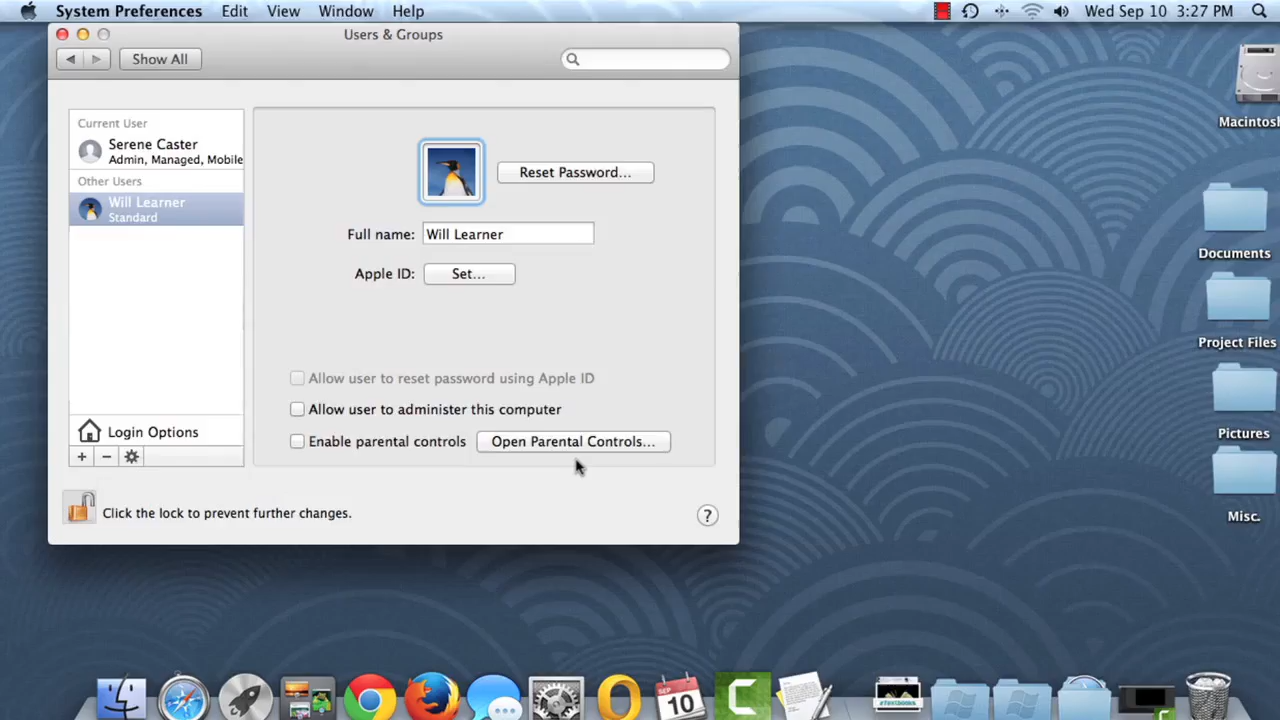 System Preferences Edit View Window Help Wed Sep 10 3:27 PM
Users & Groups
Show All
Current User
Serene Caster
Admin, Managed, Mobile
Other Users
Will Learner
Standard
Login Options
Reset Password...
Full name: Will Learner
Apple ID: Set...
Allow user to reset password using Apple ID
Allow user to administer this computer
Enable parental controls Open Parental Controls...
Click the lock to prevent further changes.
?
Macintosh
Documents
Project Files
Pictures
Misc.
SEP
10